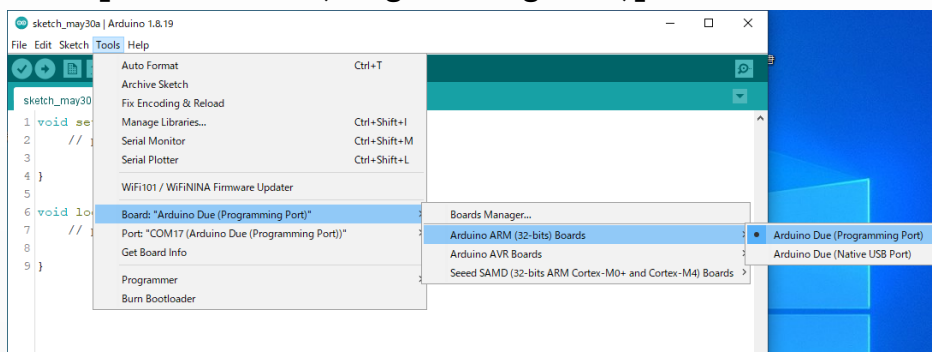 sketch_may30a | Arduino 1.8.19
File Edit Sketch Tools Help
sketch_may30
1 void se
2 //
3
4 }
5
6 void lo
7 //
8
9 }
Auto Format Ctrl+T
Archive Sketch
Fix Encoding & Reload
Manage Libraries... Ctrl+Shift+I
Serial Monitor Ctrl+Shift+M
Serial Plotter Ctrl+Shift+L
WiFi101 / WiFiNINA Firmware Updater
Board: "Arduino Due (Programming Port)"
Port: "COM17 (Arduino Due (Programming Port))"
Get Board Info
Programmer
Burn Bootloader
Boards Manager...
Arduino ARM (32-bits) Boards
Arduino AVR Boards
Seeed SAMD (32-bits ARM Cortex-M0+ and Cortex-M4) Boards
Arduino Due (Programming Port)
Arduino Due (Native USB Port)